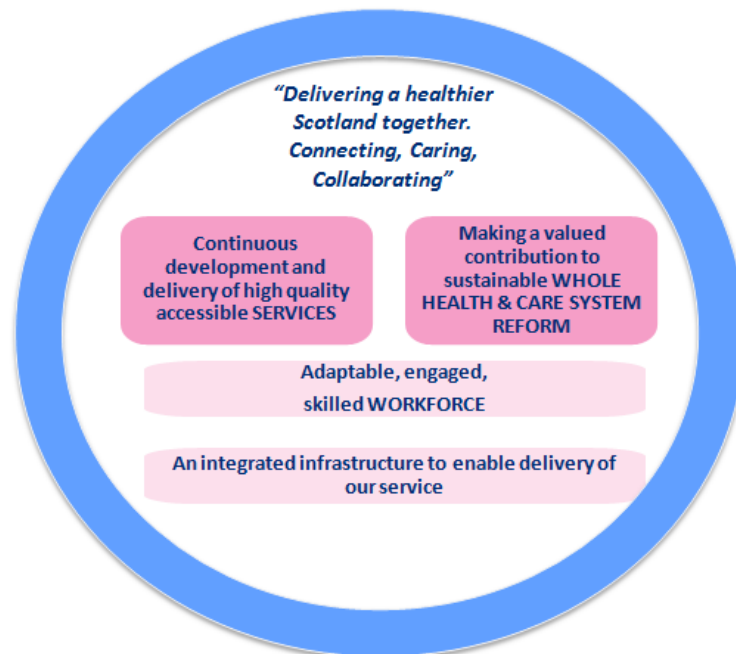 “Delivering a healthier
Scotland together.
Connecting, Caring,
Collaborating”
Continuous
development and
delivery of high quality
accessible SERVICES
Making a valued
contribution to
sustainable WHOLE
HEALTH & CARE SYSTEM
REFORM
Adaptable, engaged,
skilled WORKFORCE
An integrated infrastructure to enable delivery of
our service